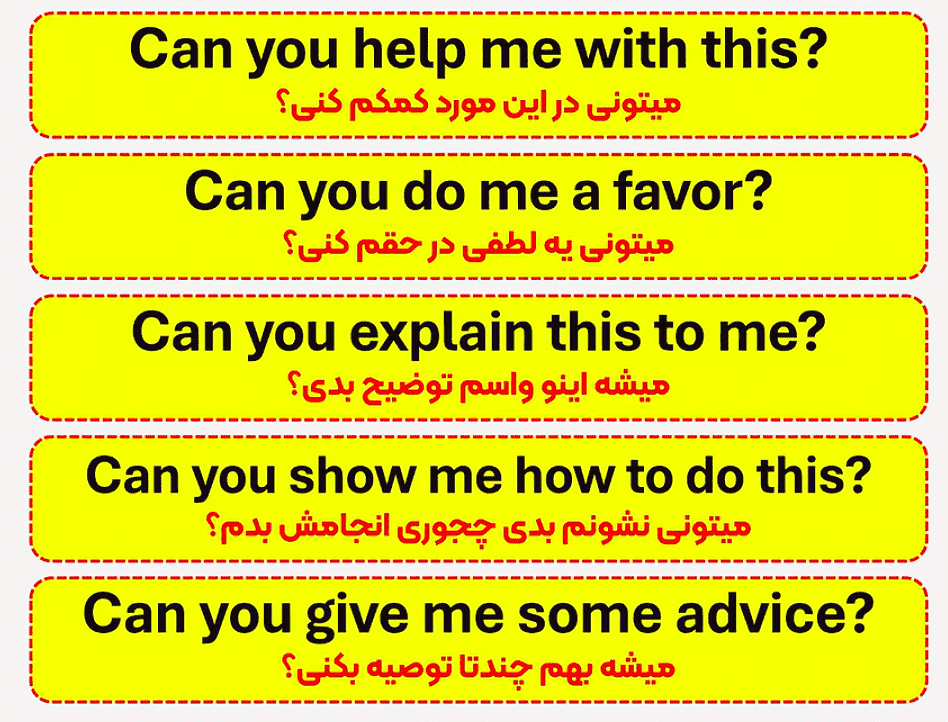 Can you help me with this?
میتونی در این مورد کمکم کنی؟
Can you do me a favor?
میتونی یه لطفی در حقم کنی؟
Can you explain this to me?
میشه اینو واسم توضیح بدی؟
Can you show me how to do this?
میتونی نشونم بدی چجوری انجامش بدم؟
Can you give me some advice?
میشه بهم چندتا توصیه بکنی؟